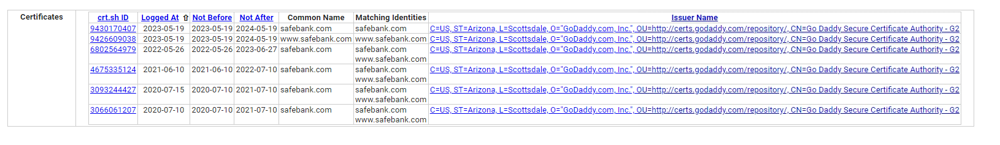 Certificates
crt.sh ID Logged At ⇧ Not Before Not After Common Name Matching Identities Issuer Name
9430170407 2023-05-19 2023-05-19 2024-05-19 safebank.com safebank.com C=US, ST=Arizona, L=Scottsdale, O="GoDaddy.com, Inc.", OU=http://certs.godaddy.com/repository/, CN=Go Daddy Secure Certificate Authority - G2
9426609038 2023-05-19 2023-05-19 2024-05-19 www.safebank.com www.safebank.com C=US, ST=Arizona, L=Scottsdale, O="GoDaddy.com, Inc.", OU=http://certs.godaddy.com/repository/, CN=Go Daddy Secure Certificate Authority - G2
6802564979 2022-05-26 2022-05-26 2023-06-27 safebank.com safebank.com C=US, ST=Arizona, L=Scottsdale, O="GoDaddy.com, Inc.", OU=http://certs.godaddy.com/repository/, CN=Go Daddy Secure Certificate Authority - G2
www.safebank.com
4675335124 2021-06-10 2021-06-10 2022-07-10 safebank.com safebank.com C=US, ST=Arizona, L=Scottsdale, O="GoDaddy.com, Inc.", OU=http://certs.godaddy.com/repository/, CN=Go Daddy Secure Certificate Authority - G2
www.safebank.com
3093244427 2020-07-15 2020-07-10 2021-07-10 safebank.com safebank.com C=US, ST=Arizona, L=Scottsdale, O="GoDaddy.com, Inc.", OU=http://certs.godaddy.com/repository/, CN=Go Daddy Secure Certificate Authority - G2
www.safebank.com
3066061207 2020-07-10 2020-07-10 2021-07-10 safebank.com safebank.com C=US, ST=Arizona, L=Scottsdale, O="GoDaddy.com, Inc.", OU=http://certs.godaddy.com/repository/, CN=Go Daddy Secure Certificate Authority - G2
www.safebank.com